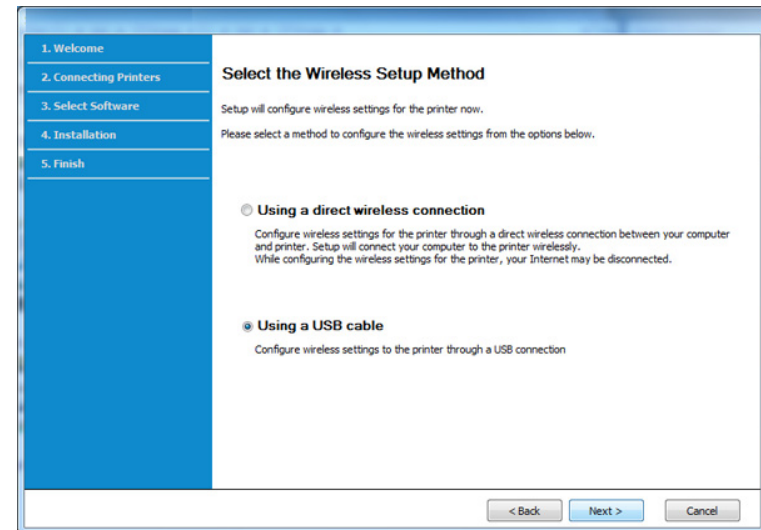 1. Welcome
2. Connecting Printers
3. Select Software
4. Installation
5. Finish
Select the Wireless Setup Method
Setup will configure wireless settings for the printer now.
Please select a method to configure the wireless settings from the options below.
Using a direct wireless connection
Configure wireless settings for the printer through a direct wireless connection between your computer
and printer. Setup will connect your computer to the printer wirelessly.
While configuring the wireless settings for the printer, your Internet may be disconnected.
Using a USB cable
Configure wireless settings to the printer through a USB connection
< Back
Next >
Cancel